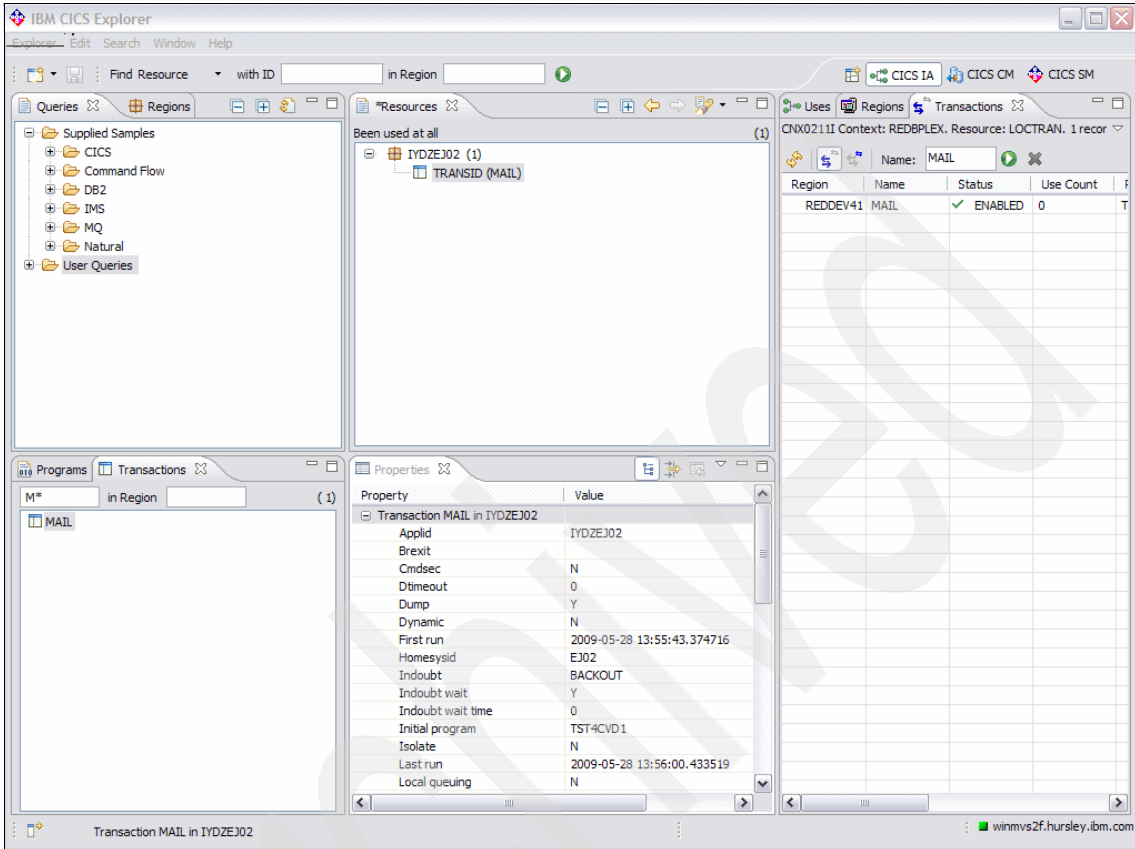 IBM CICS Explorer
Explorer Edit Search Window Help
Find Resource with ID in Region CICS IA CICS CM CICS SM
Queries Regions
Supplied Samples
CICS
Command Flow
DB2
IMS
MQ
Natural
User Queries
*Resources
Been used at all (1)
IYDZEJ02 (1)
TRANSID (MAIL)
Uses Regions Transactions
CNX0211I Context: REDBPLEX. Resource: LOCTRAN. 1 recor
Name: MAIL
Region Name Status Use Count
REDDEV41 MAIL ENABLED 0 T
Programs Transactions
M* in Region (1)
MAIL
Properties
Property Value
Transaction MAIL in IYDZEJ02
Applid IYDZEJ02
Brexit
Cmdsec N
Dtimeout 0
Dump Y
Dynamic N
First run 2009-05-28 13:55:43.374716
Homesysid EJ02
Indoubt BACKOUT
Indoubt wait Y
Indoubt wait time 0
Initial program TST4CVD1
Isolate N
Last run 2009-05-28 13:56:00.433519
Local queuing N
Transaction MAIL in IYDZEJ02
winmvs2f.hursley.ibm.com